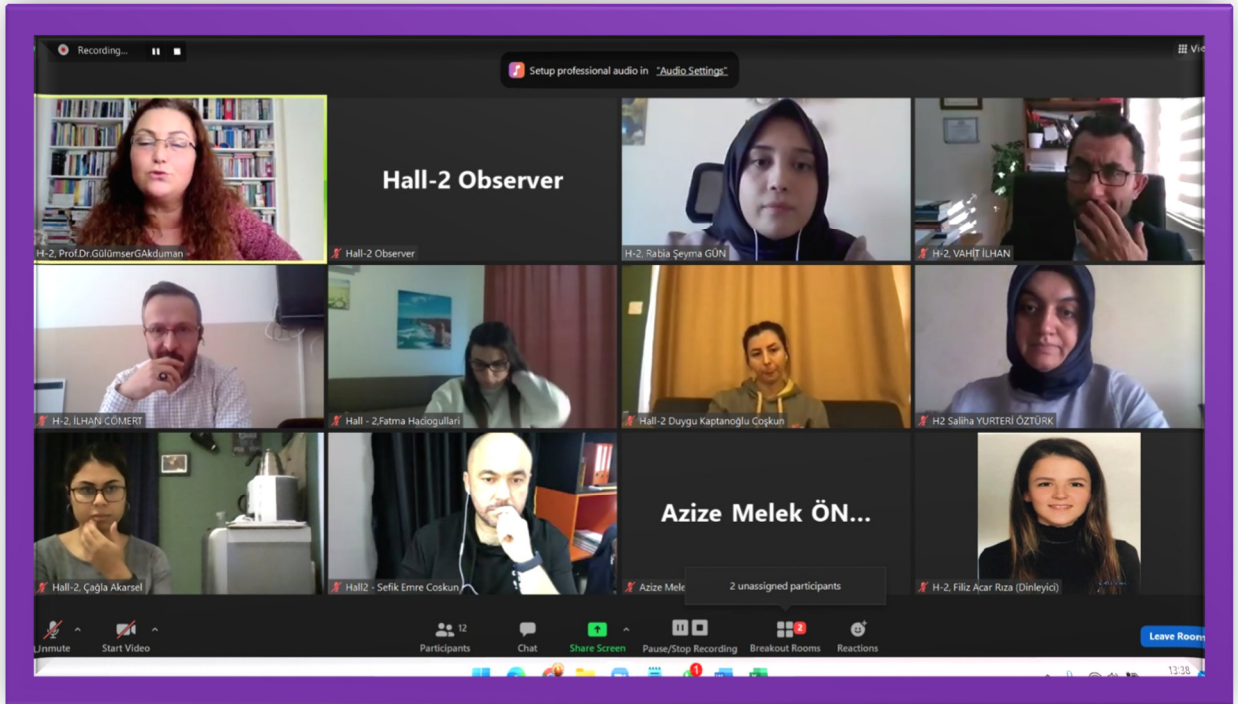 Recording...
Vie
Setup professional audio in "Audio Settings"
H-2, Prof.Dr.GülümserGAkduman
Hall-2 Observer
Hall-2 Observer
H-2, Rabia Şeyma GÜN
H-2, VAHİT İLHAN
H-2, İLHAN CÖMERT
Hall - 2,Fatma Haciogullari
Hall-2 Duygu Kaptanoğlu Coşkun
H2 Saliha YURTERİ ÖZTÜRK
Hall-2, Çağla Akarsel
Hall2 - Sefik Emre Coskun
Azize Melek ÖN...
Azize Mele
2 unassigned participants
H-2, Filiz Acar Rıza (Dinleyici)
Unmute
Start Video
12
Participants
Chat
Share Screen
Pause/Stop Recording
2
Breakout Rooms
Reactions
Leave Room
1
13:38